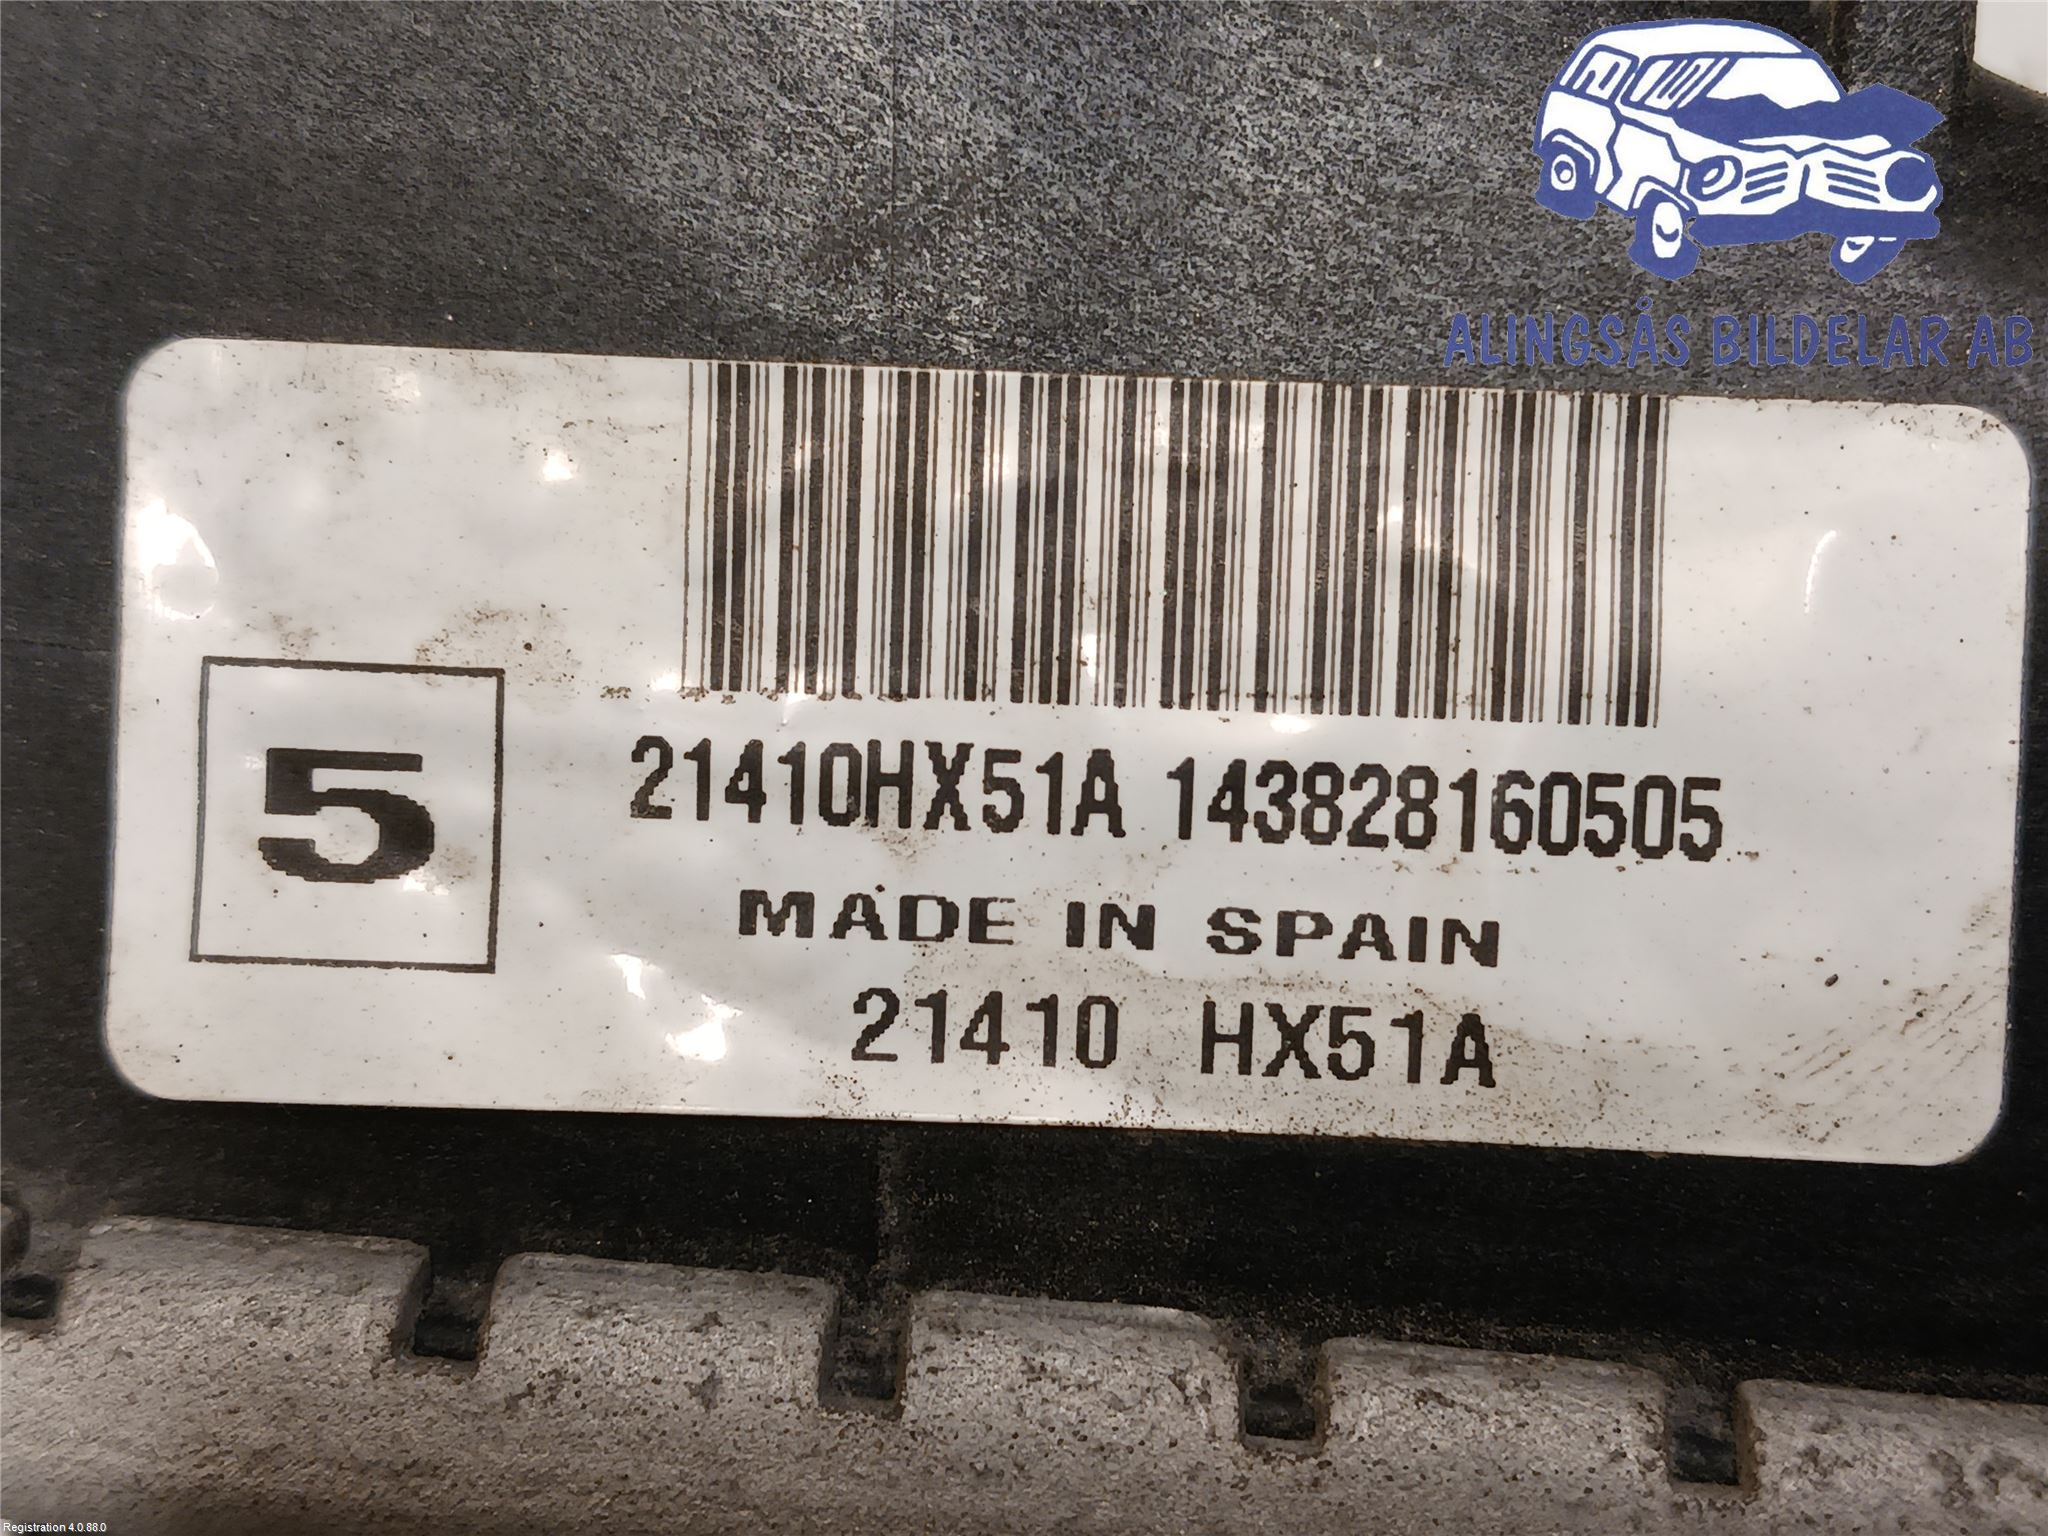 ALINGSÅS BILDELAR AB
21410HX51A 143828160505
5
MADE IN SPAIN
21410 HX51A
Registration 4.0.88.0